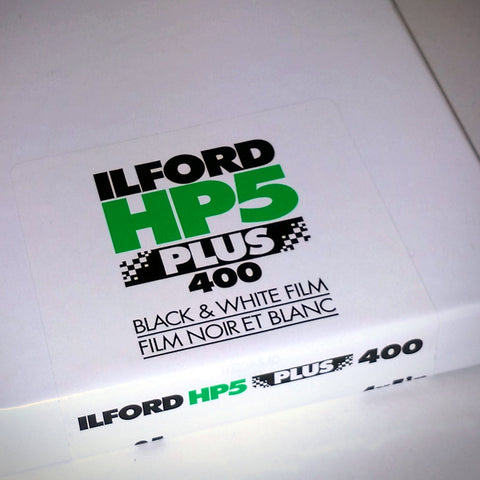 ILFORD
HP5
PLUS
400
BLACK & WHITE FILM
FILM NOIR ET BLANC
ILFORD HP5 PLUS 400